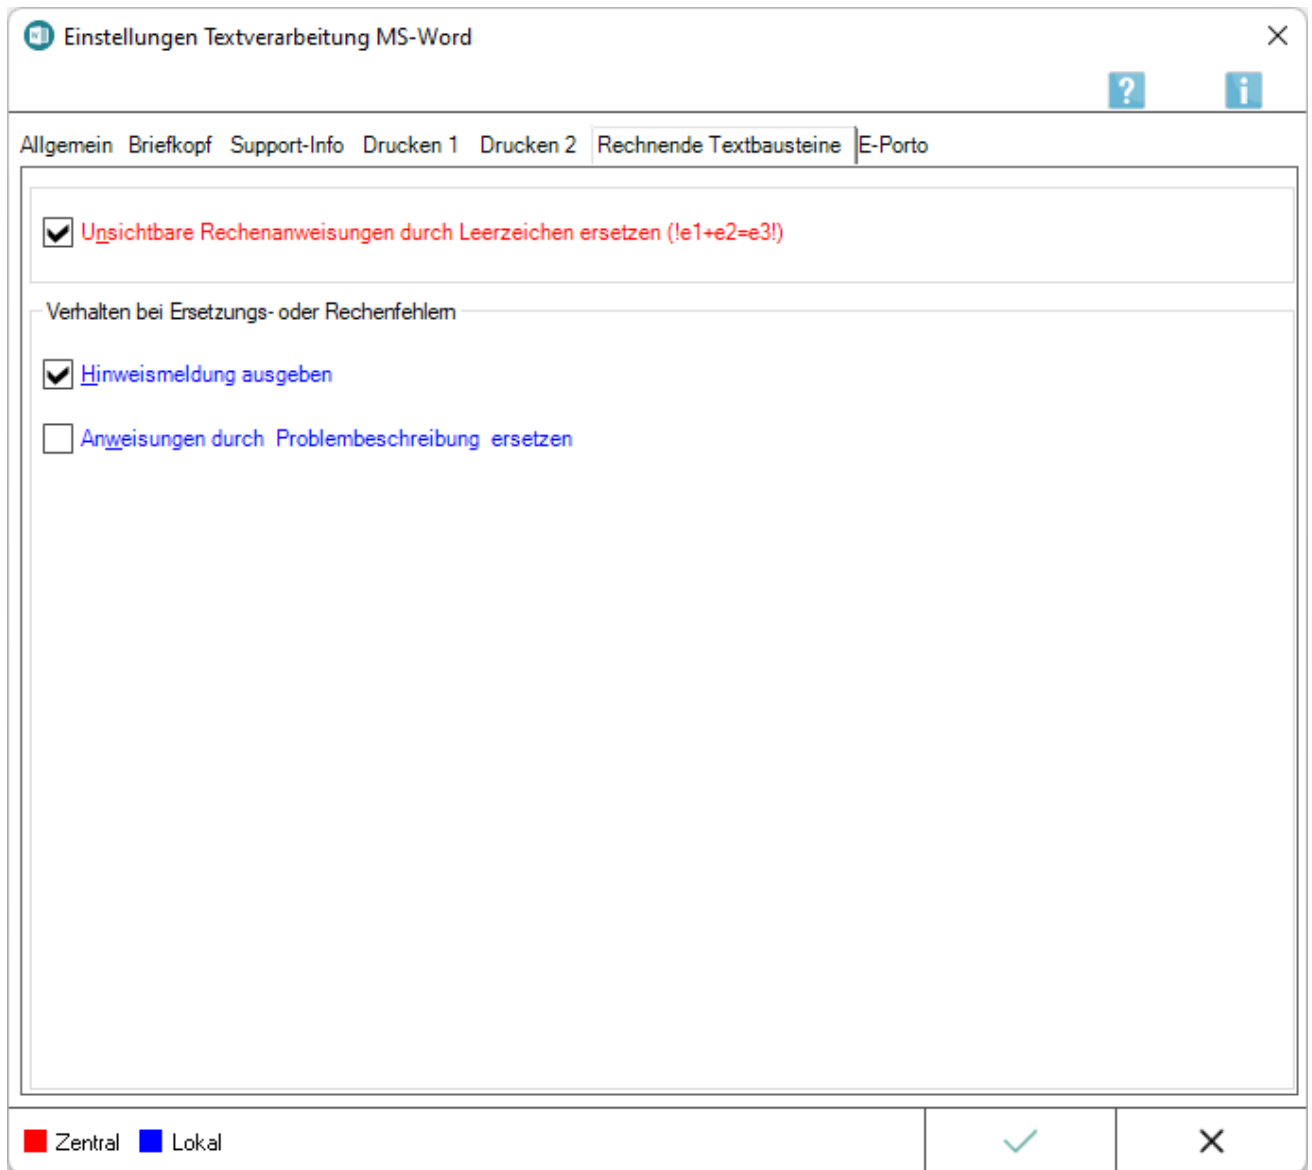 Einstellungen Textverarbeitung MS-Word
? i
Allgemein Briefkopf Support-Info Drucken 1 Drucken 2 Rechnende Textbausteine E-Porto
Unsichtbare Rechenanweisungen durch Leerzeichen ersetzen (!e1+e2=e3!)
Verhalten bei Ersetzungs- oder Rechenfehlern
Hinweismeldung ausgeben
Anweisungen durch Problembeschreibung ersetzen
Zentral Lokal